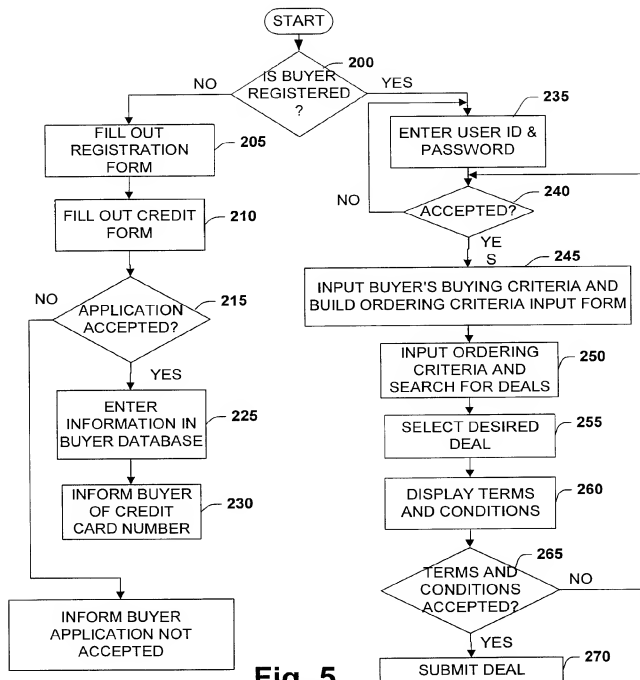 START
200
IS BUYER
REGISTERED
?
NO
YES
FILL OUT
REGISTRATION
FORM
205
FILL OUT CREDIT
FORM
210
APPLICATION
ACCEPTED?
215
NO
YES
ENTER
INFORMATION IN
BUYER DATABASE
225
INFORM BUYER
OF CREDIT
CARD NUMBER
230
INFORM BUYER
APPLICATION NOT
ACCEPTED
235
ENTER USER ID &
PASSWORD
240
ACCEPTED?
NO
YE
S
245
INPUT BUYER'S BUYING CRITERIA AND
BUILD ORDERING CRITERIA INPUT FORM
INPUT ORDERING
CRITERIA AND
SEARCH FOR DEALS
250
SELECT DESIRED
DEAL
255
DISPLAY TERMS
AND CONDITIONS
260
265
TERMS AND
CONDITIONS
ACCEPTED?
NO
YES
SUBMIT DEAL
270
Fig. 5